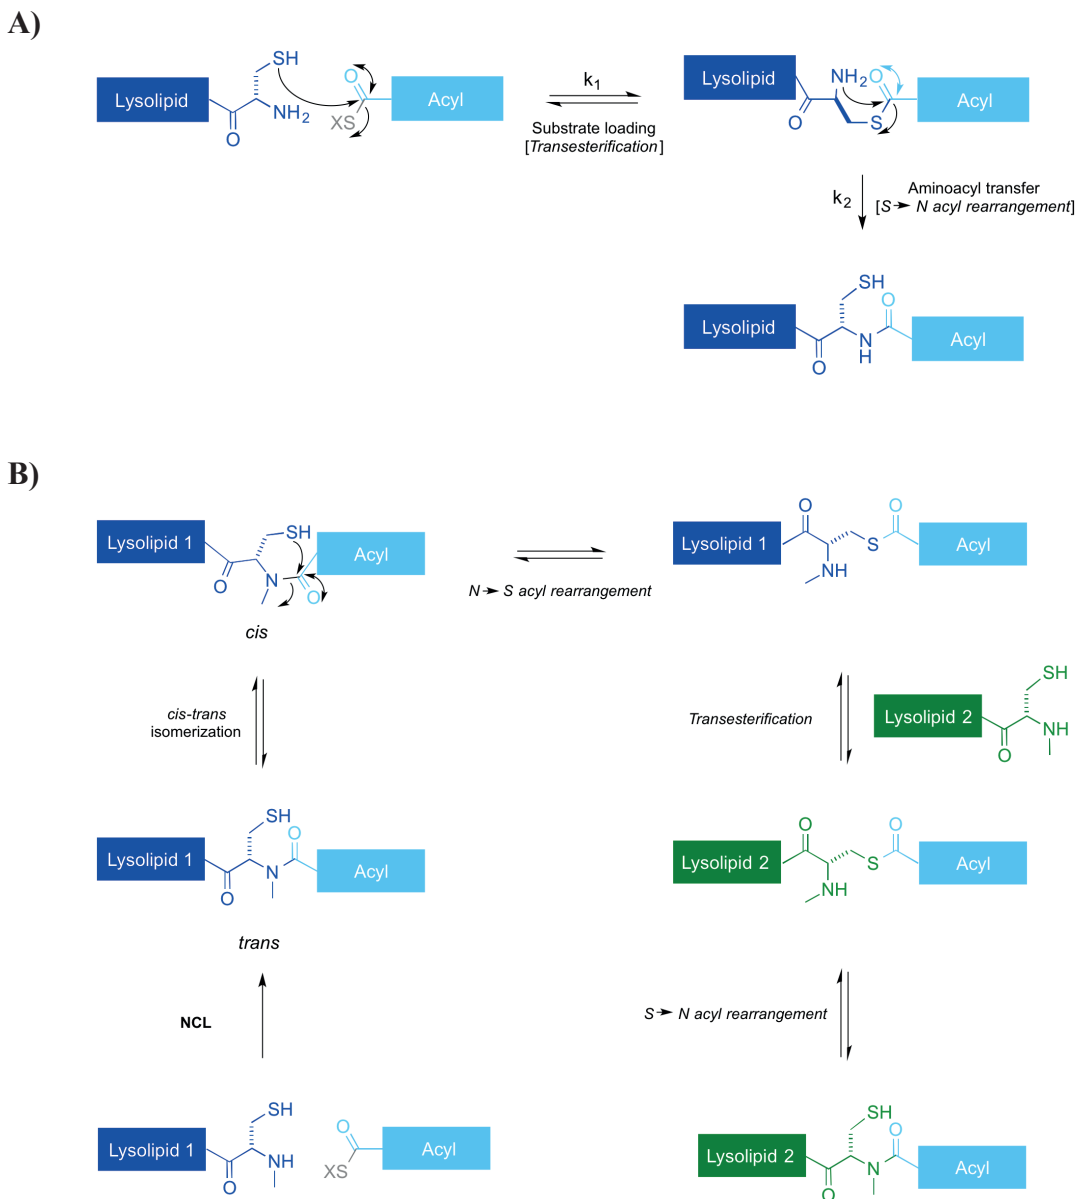 A)
SH
Lysolipid
O
NH2
O
XS
Acyl
k1
Substrate loading
[Transesterification]
Lysolipid
NH2
O
O
S
Acyl
k2
Aminoacyl transfer
[S→ N acyl rearrangement]
SH
Lysolipid
O
O
N
H
Acyl
B)
Lysolipid 1
SH
Acyl
O
N
O
cis
N→ S acyl rearrangement
Lysolipid 1
O
O
S
NH
Acyl
cis-trans
isomerization
Transesterification
Lysolipid 2
SH
O
NH
Lysolipid 1
SH
O
O
N
Acyl
trans
Lysolipid 2
O
O
S
NH
Acyl
NCL
S→ N acyl rearrangement
Lysolipid 1
SH
O
NH
O
XS
Acyl
Lysolipid 2
SH
O
O
N
Acyl